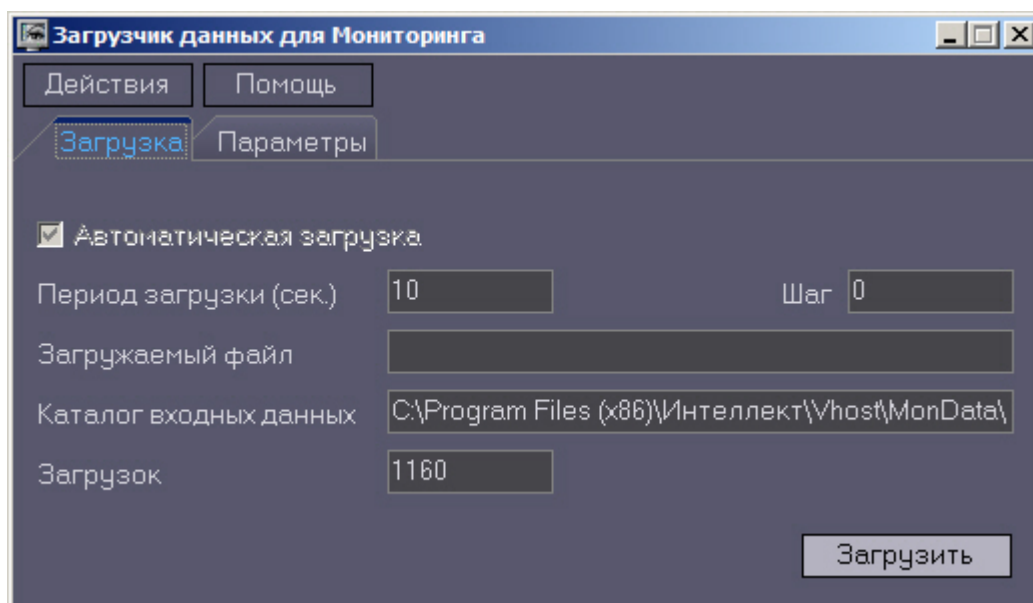 Загрузчик данных для Мониторинга
Действия Помощь
Загрузка Параметры
Автоматическая загрузка
Период загрузки (сек.) 10 Шаг 0
Загружаемый файл
Каталог входных данных C:\Program Files (x86)\Интеллект\Vhost\MonData\
Загрузок 1160
Загрузить